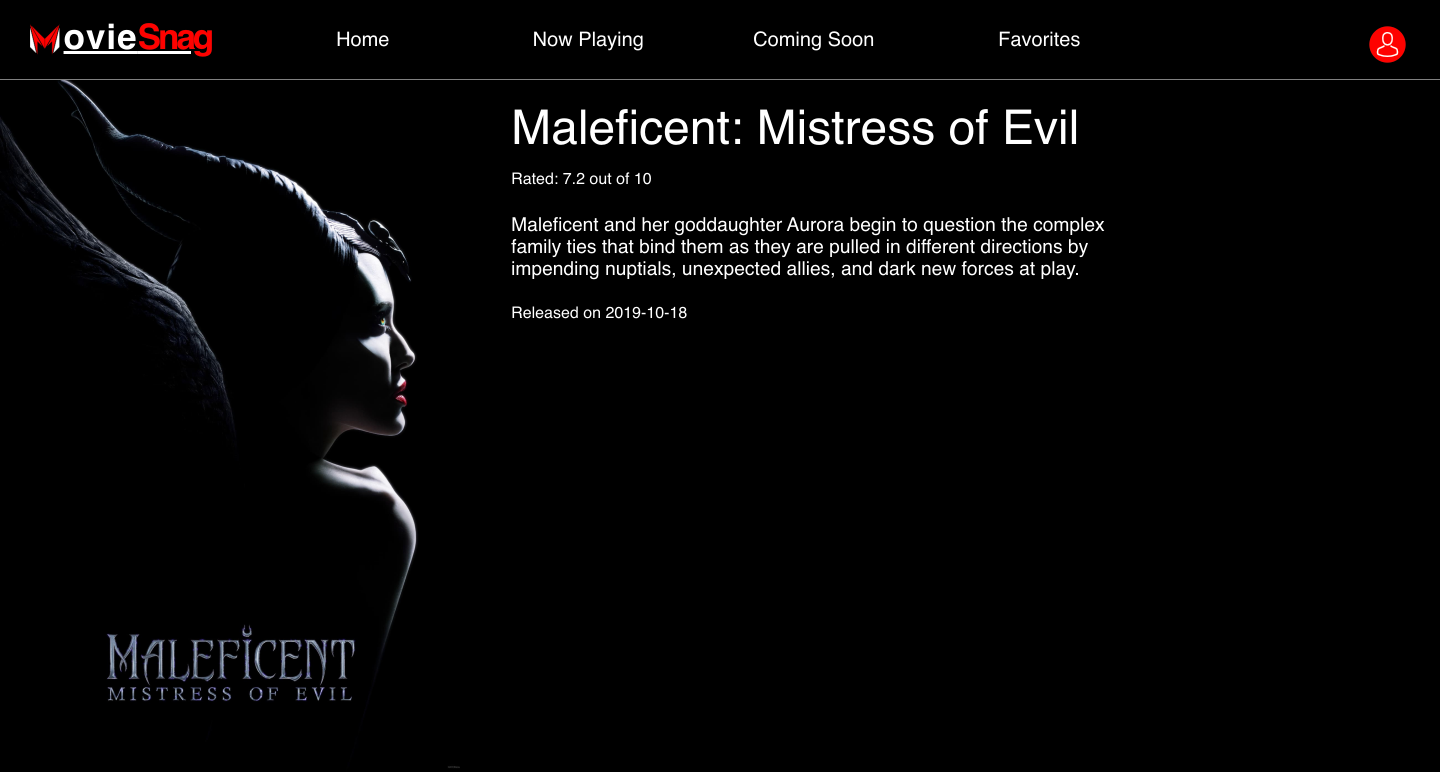 MovieSnag
Home
Now Playing
Coming Soon
Favorites
Maleficent: Mistress of Evil
Rated: 7.2 out of 10
Maleficent and her goddaughter Aurora begin to question the complex
family ties that bind them as they are pulled in different directions by
impending nuptials, unexpected allies, and dark new forces at play.
Released on 2019-10-18
MALEFICENT
MISTRESS OF EVIL